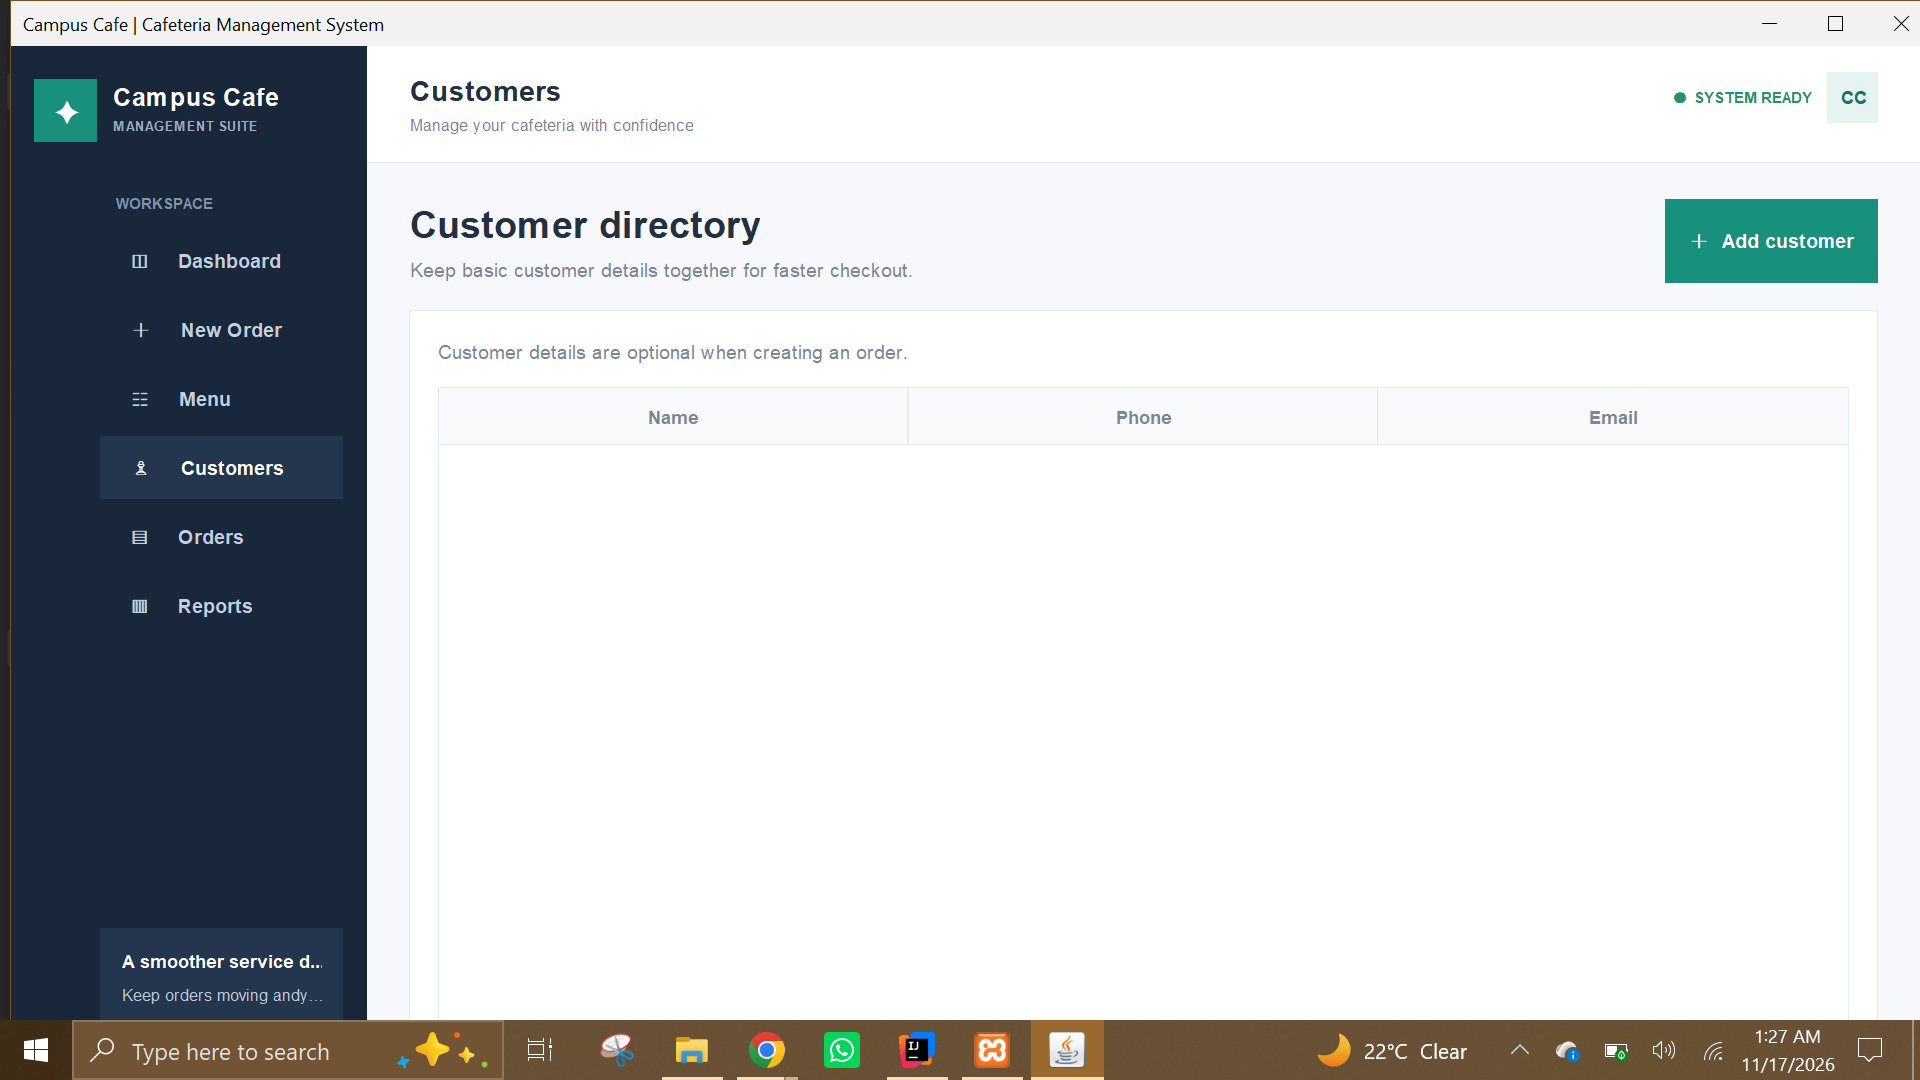 Campus Cafe | Cafeteria Management System
Campus Cafe
MANAGEMENT SUITE
WORKSPACE
Dashboard
New Order
Menu
Customers
Orders
Reports
A smoother service d...
Keep orders moving andy...
Customers
Manage your cafeteria with confidence
SYSTEM READY
CC
Customer directory
Keep basic customer details together for faster checkout.
+ Add customer
Customer details are optional when creating an order.
Name Phone Email
Type here to search
22°C Clear
1:27 AM
11/17/2026